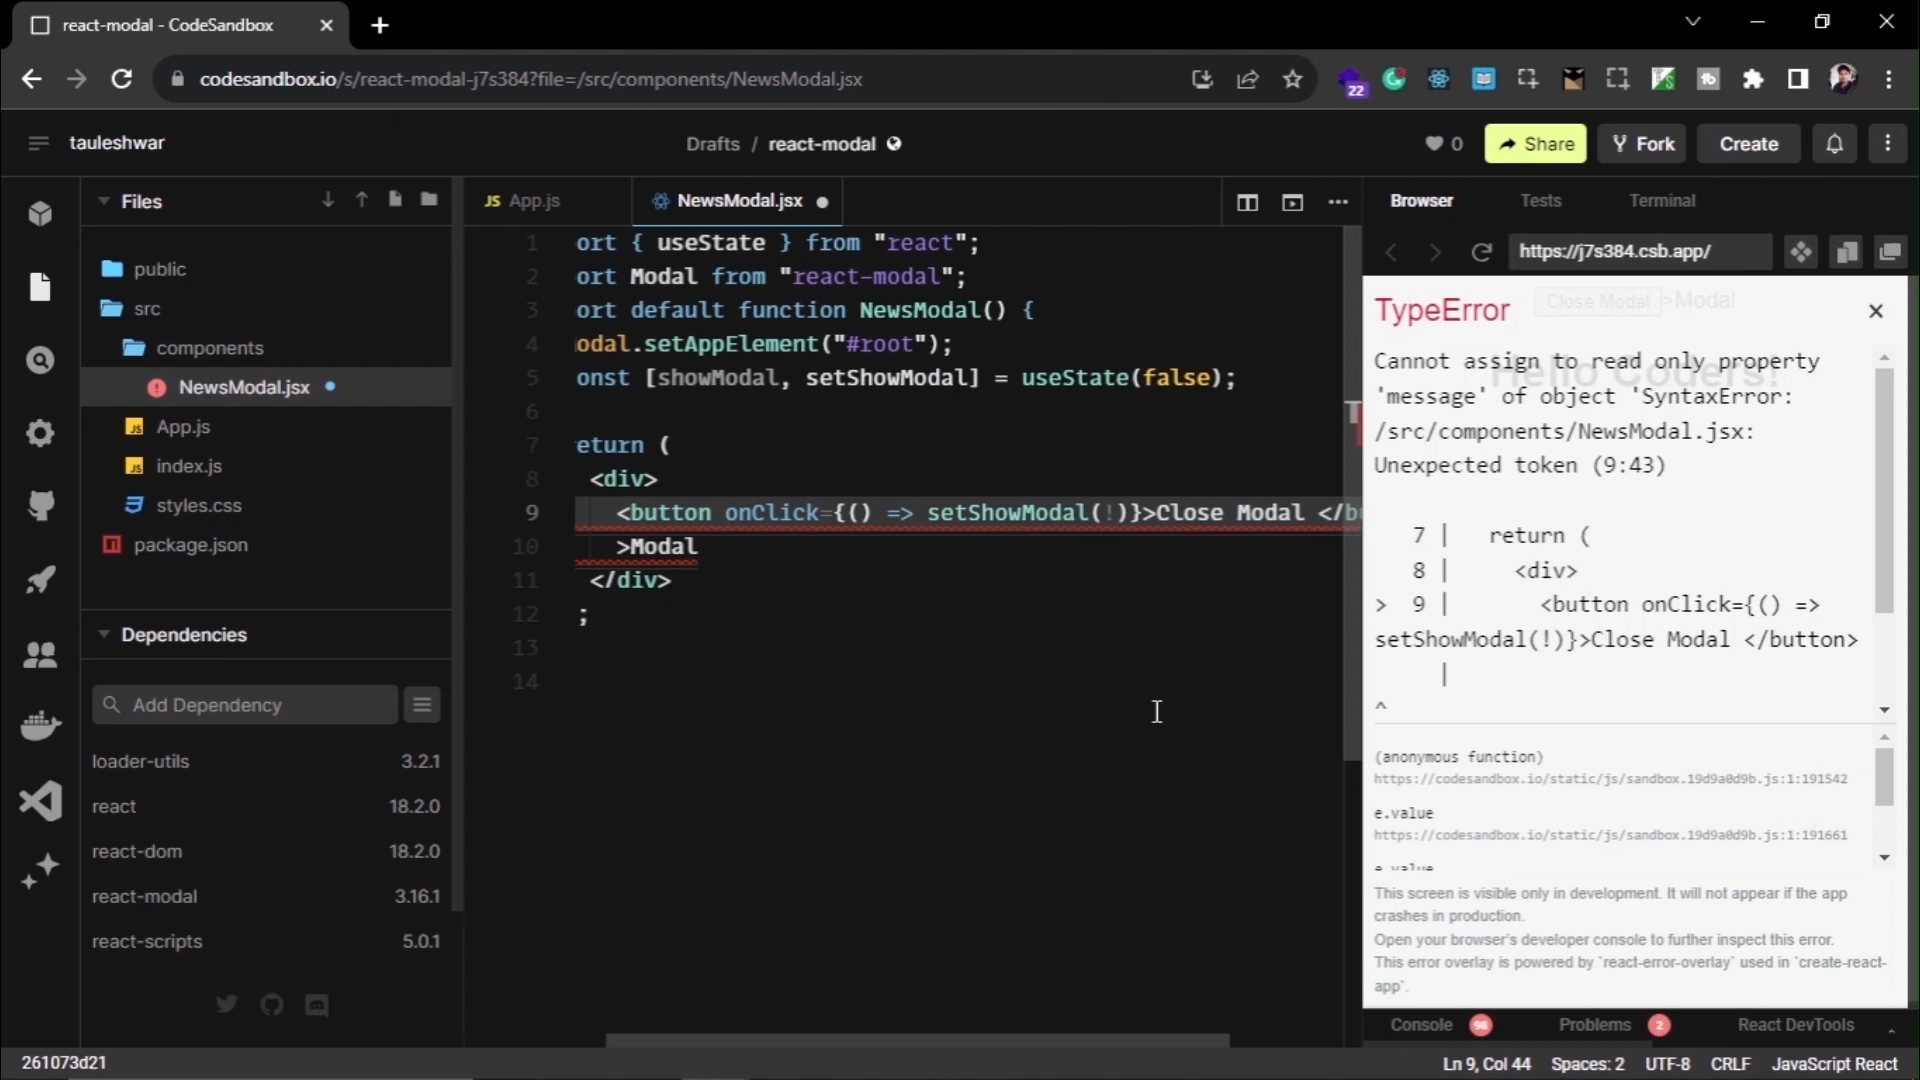 react-modal - CodeSandbox
codesandbox.io/s/react-modal-j7s384?file=/src/components/NewsModal.jsx
22
tauleshwar
Drafts / react-modal
0
Share
Fork
Create
Files
public
src
components
NewsModal.jsx
JS App.js
JS index.js
styles.css
package.json
Dependencies
Add Dependency
loader-utils 3.2.1
react 18.2.0
react-dom 18.2.0
react-modal 3.16.1
react-scripts 5.0.1
JS App.js
NewsModal.jsx
1 ort { useState } from "react";
2 ort Modal from "react-modal";
3 ort default function NewsModal() {
4 odal.setAppElement("#root");
5 onst [showModal, setShowModal] = useState(false);
6
7 eturn (
8 <div>
9 <button onClick={() => setShowModal(!)}>Close Modal </b
10 >Modal
11 </div>
12 ;
13
14
Browser Tests Terminal
https://j7s384.csb.app/
TypeError
Close Modal >Modal
Hello Coders!
Cannot assign to read only property
'message' of object 'SyntaxError:
/src/components/NewsModal.jsx:
Unexpected token (9:43)
7 | return (
8 | <div>
> 9 | <button onClick={() =>
setShowModal(!)}>Close Modal </button>
|
^
(anonymous function)
https://codesandbox.io/static/js/sandbox.19d9a0d9b.js:1:191542
e.value
https://codesandbox.io/static/js/sandbox.19d9a0d9b.js:1:191661
e.value
This screen is visible only in development. It will not appear if the app
crashes in production.
Open your browser's developer console to further inspect this error.
This error overlay is powered by `react-error-overlay` used in `create-react-
app`.
Console 98 Problems 2 React DevTools
261073d21
Ln 9, Col 44 Spaces: 2 UTF-8 CRLF JavaScript React